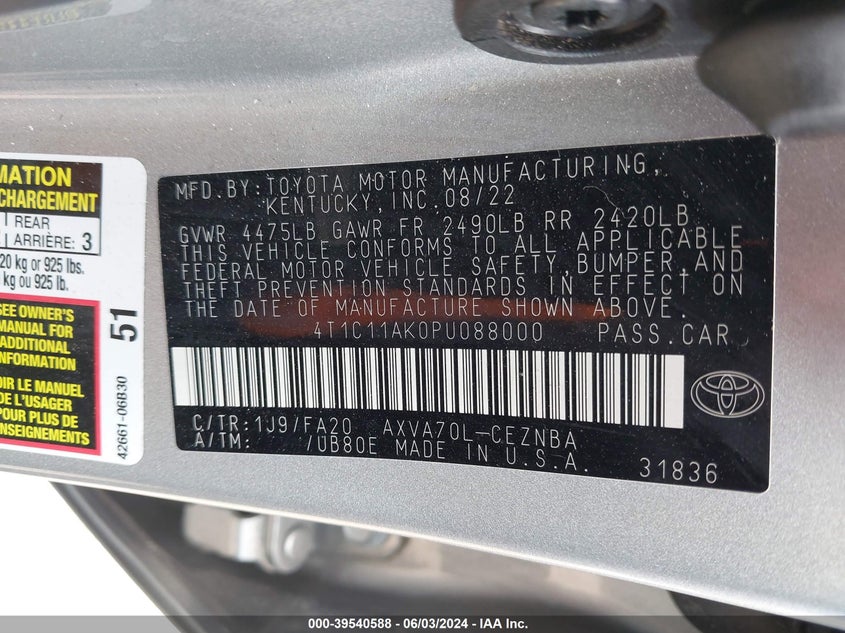 MFD.BY:TOYOTA MOTOR MANUFACTURING,
KENTUCKY,INC.08/22
GVWR 4475LB GAWR FR 2490LB RR 2420LB
THIS VEHICLE CONFORMS TO ALL APPLICABLE
FEDERAL MOTOR VEHICLE SAFETY,BUMPER,AND
THEFT PREVENTION STANDARDS IN EFFECT ON
THE DATE OF MANUFACTURE SHOWN ABOVE.
4T1C11AK0PU088000 PASS.CAR
C/TR:1J9/FA20 AXVA70L-CEZNBA
A/TM: /UB80E MADE IN U.S.A.
31836
MATION
CHARGEMENT
REAR
ARRIÈRE: 3
20 kg or 925 lbs.
kg ou 925 lb.
SEE OWNER'S
MANUAL FOR
ADDITIONAL
INFORMATION
OIR LE MANUEL
DE L'USAGER
POUR PLUS DE
ENSEIGNEMENTS
51
42661-06B30
000-39540588 - 06/03/2024 - IAA Inc.